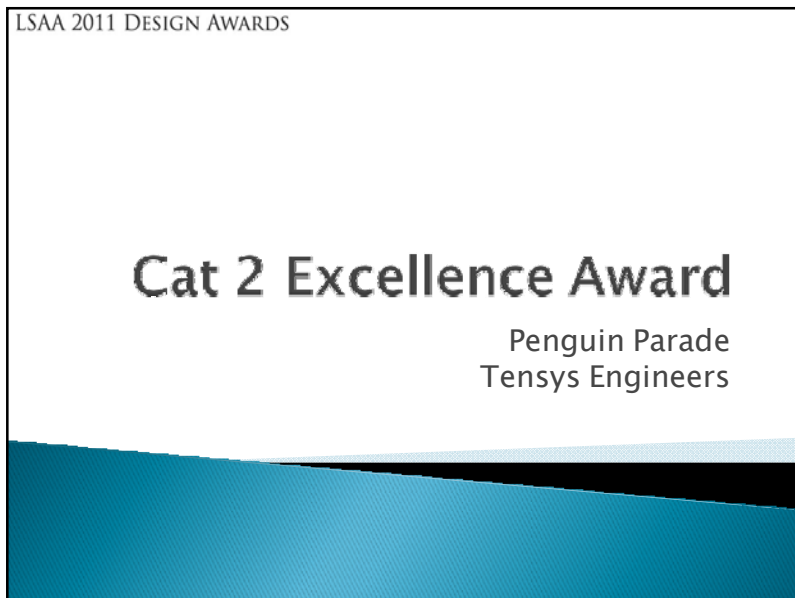 LSAA 2011 DESIGN AWARDS
Cat 2 Excellence Award
Penguin Parade
Tensys Engineers